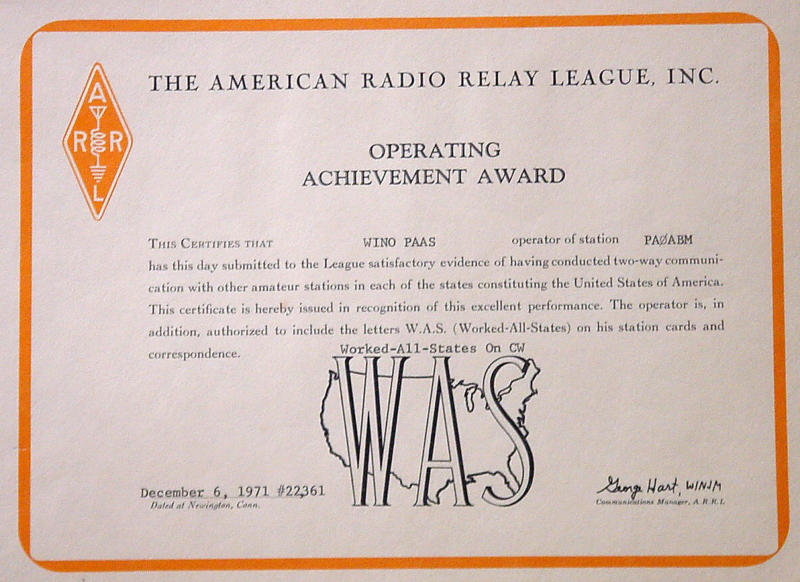 THE AMERICAN RADIO RELAY LEAGUE, INC.
A
R R
L
OPERATING
ACHIEVEMENT AWARD
THIS CERTIFIES THAT WINO PAAS operator of station PAØABM
has this day submitted to the League satisfactory evidence of having conducted two-way communi-
cation with other amateur stations in each of the states constituting the United States of America.
This certificate is hereby issued in recognition of this excellent performance. The operator is, in
addition, authorized to include the letters W.A.S. (Worked-All-States) on his station cards and
correspondence.
Worked-All-States On CW
WAS
December 6, 1971 #22,361
Dated at Newington, Conn.
George Hart, W1NJM
Communications Manager, A.R.R.L